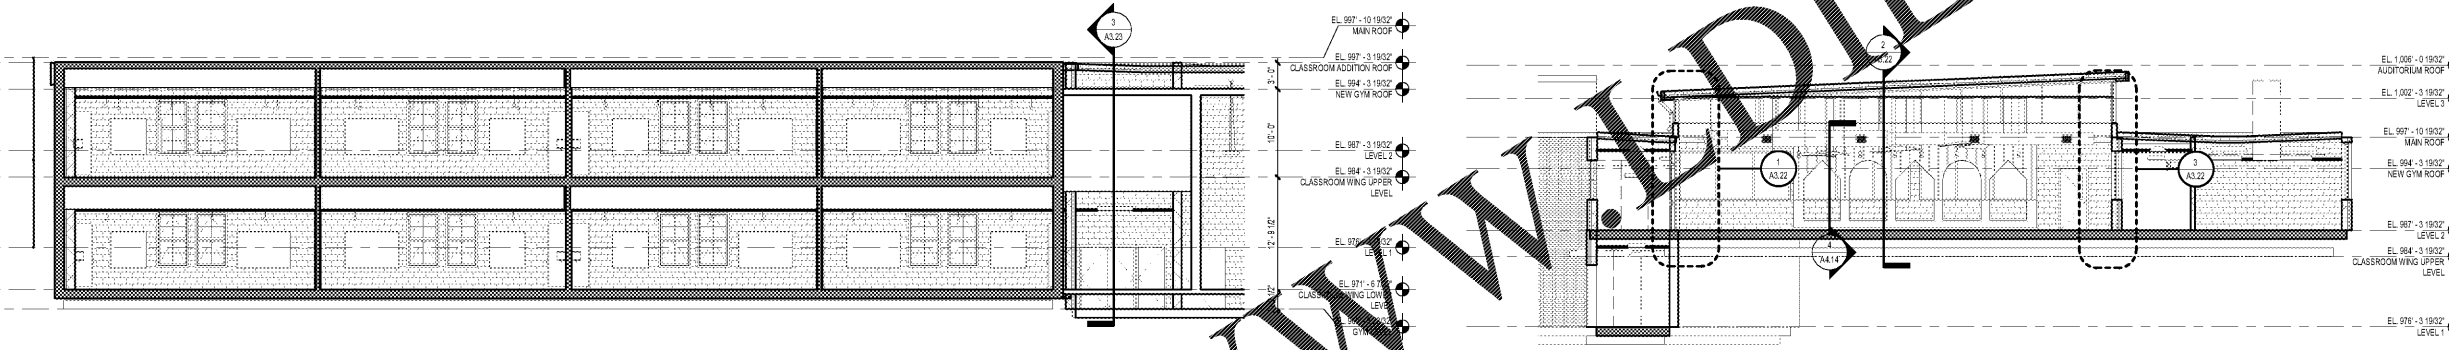 3
A3.23
EL. 997' - 10 19/32"
MAIN ROOF
EL. 997' - 3 19/32"
CLASSROOM ADDITION ROOF
EL. 994' - 3 19/32"
NEW GYM ROOF
EL. 987' - 3 19/32"
LEVEL 2
EL. 984' - 3 19/32"
CLASSROOM WING UPPER
LEVEL
LEVEL 1
EL. 971' - 6
LEVEL
3' - 0"
10' - 0"
12' - 9 1/2"
WWW.LDI
2
1
A3.22
3
A3.22
4
A4.14
EL. 1,006' - 0 19/32"
AUDITORIUM ROOF
EL. 1,002' - 3 19/32"
LEVEL 3
EL. 997' - 10 19/32"
MAIN ROOF
EL. 994' - 3 19/32"
NEW GYM ROOF
EL. 987' - 3 19/32"
LEVEL 2
EL. 984' - 3 19/32"
CLASSROOM WING UPPER
LEVEL
EL. 976' - 3 19/32"
LEVEL 1